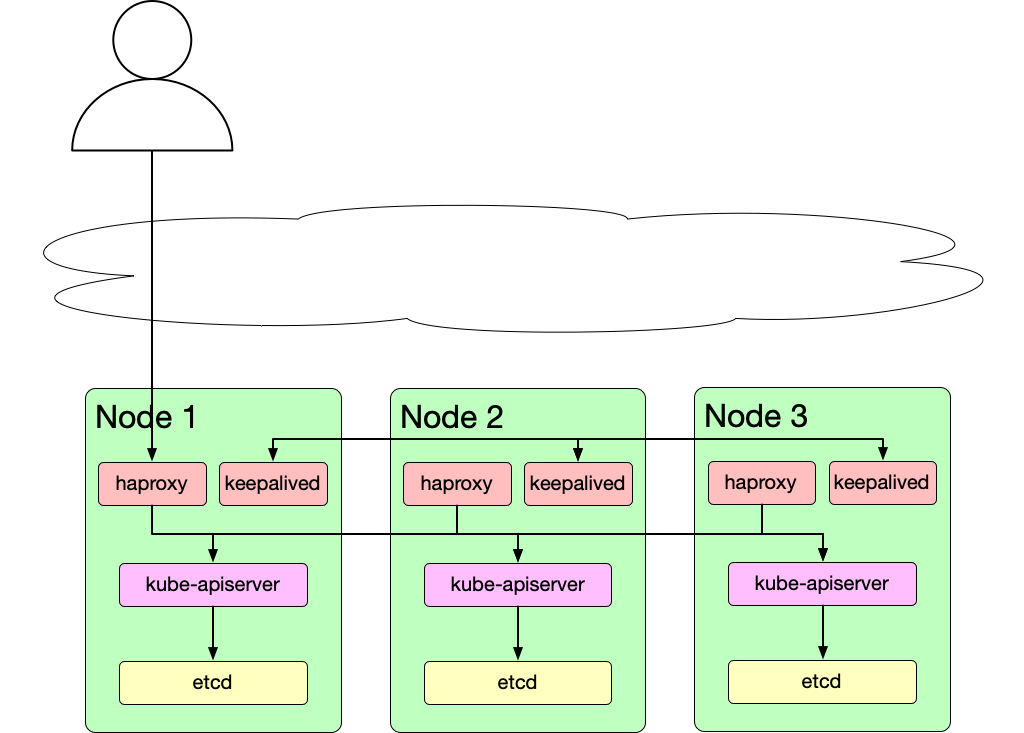 Node 1
haproxy
keepalived
kube-apiserver
etcd
Node 2
haproxy
keepalived
kube-apiserver
etcd
Node 3
haproxy
keepalived
kube-apiserver
etcd